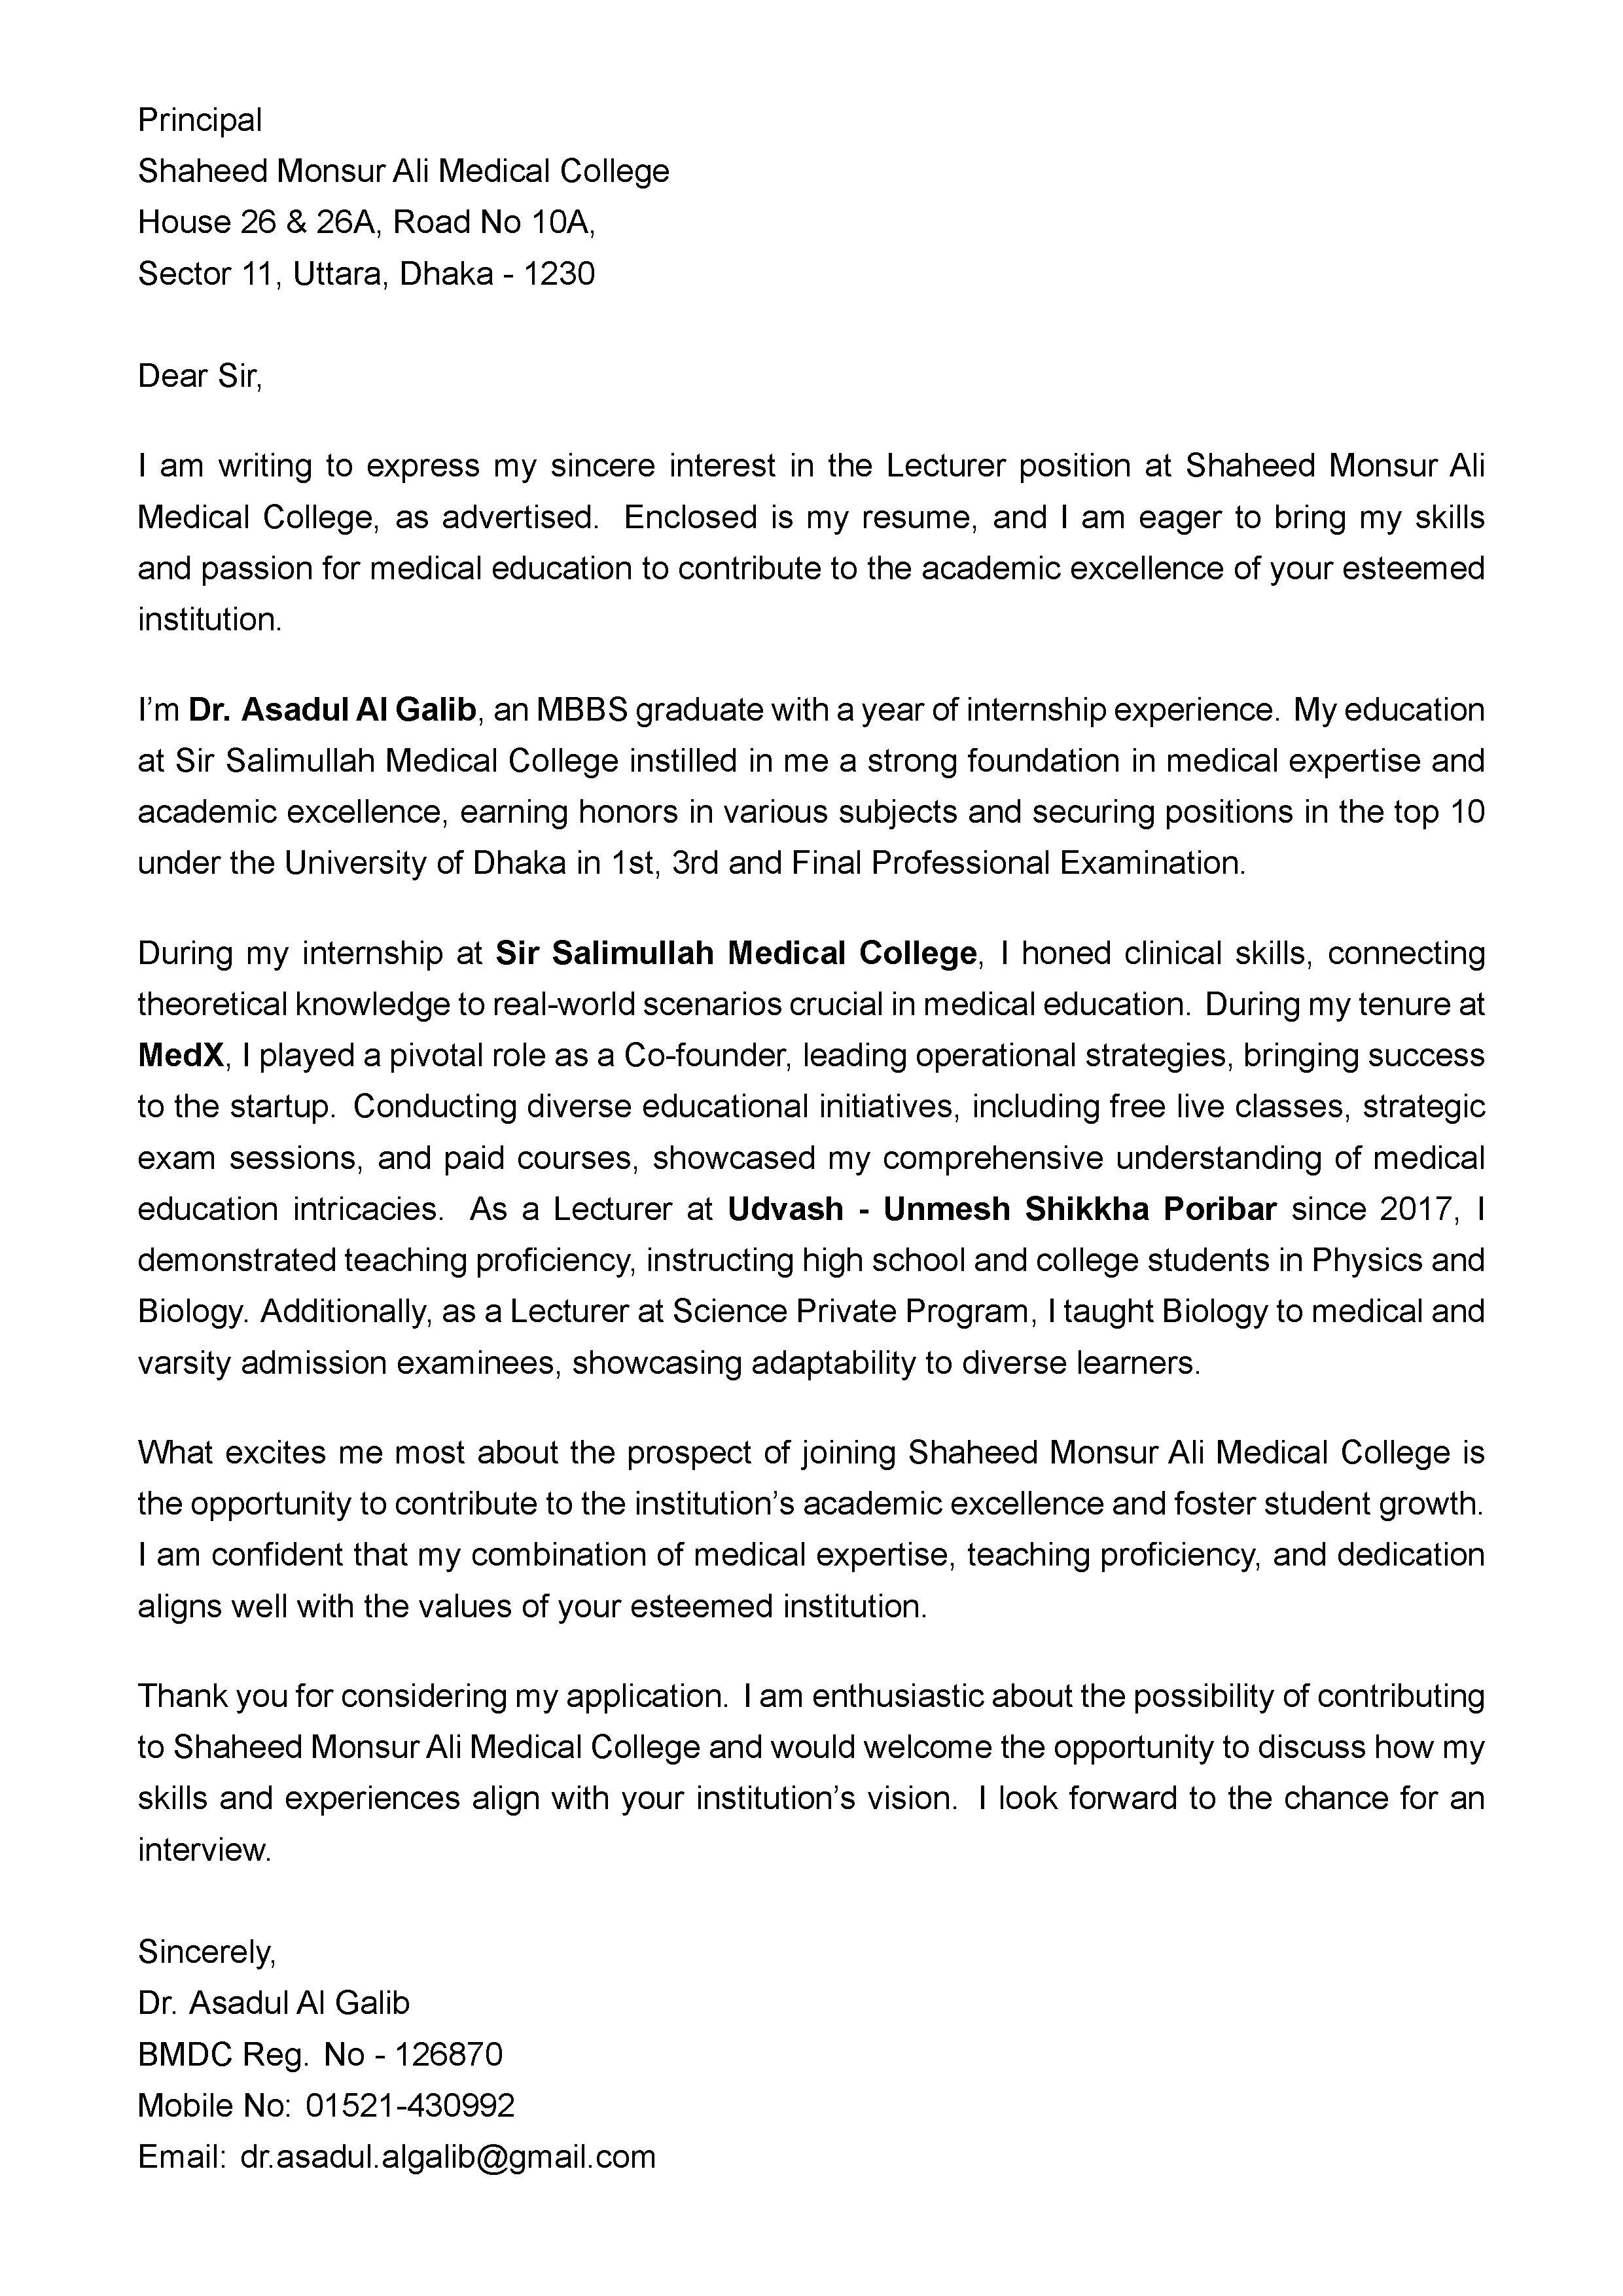 Principal
Shaheed Monsur Ali Medical College
House 26 & 26A, Road No 10A,
Sector 11, Uttara, Dhaka - 1230
Dear Sir,
I am writing to express my sincere interest in the Lecturer position at Shaheed Monsur Ali
Medical College, as advertised. Enclosed is my resume, and I am eager to bring my skills
and passion for medical education to contribute to the academic excellence of your esteemed
institution.
I’m Dr. Asadul Al Galib, an MBBS graduate with a year of internship experience. My education
at Sir Salimullah Medical College instilled in me a strong foundation in medical expertise and
academic excellence, earning honors in various subjects and securing positions in the top 10
under the University of Dhaka in 1st, 3rd and Final Professional Examination.
During my internship at Sir Salimullah Medical College, I honed clinical skills, connecting
theoretical knowledge to real-world scenarios crucial in medical education. During my tenure at
MedX, I played a pivotal role as a Co-founder, leading operational strategies, bringing success
to the startup. Conducting diverse educational initiatives, including free live classes, strategic
exam sessions, and paid courses, showcased my comprehensive understanding of medical
education intricacies. As a Lecturer at Udvash - Unmesh Shikkha Poribar since 2017, I
demonstrated teaching proficiency, instructing high school and college students in Physics and
Biology. Additionally, as a Lecturer at Science Private Program, I taught Biology to medical and
varsity admission examinees, showcasing adaptability to diverse learners.
What excites me most about the prospect of joining Shaheed Monsur Ali Medical College is
the opportunity to contribute to the institution’s academic excellence and foster student growth.
I am confident that my combination of medical expertise, teaching proficiency, and dedication
aligns well with the values of your esteemed institution.
Thank you for considering my application. I am enthusiastic about the possibility of contributing
to Shaheed Monsur Ali Medical College and would welcome the opportunity to discuss how my
skills and experiences align with your institution’s vision. I look forward to the chance for an
interview.
Sincerely,
Dr. Asadul Al Galib
BMDC Reg. No - 126870
Mobile No: 01521-430992
Email: dr.asadul.algalib@gmail.com